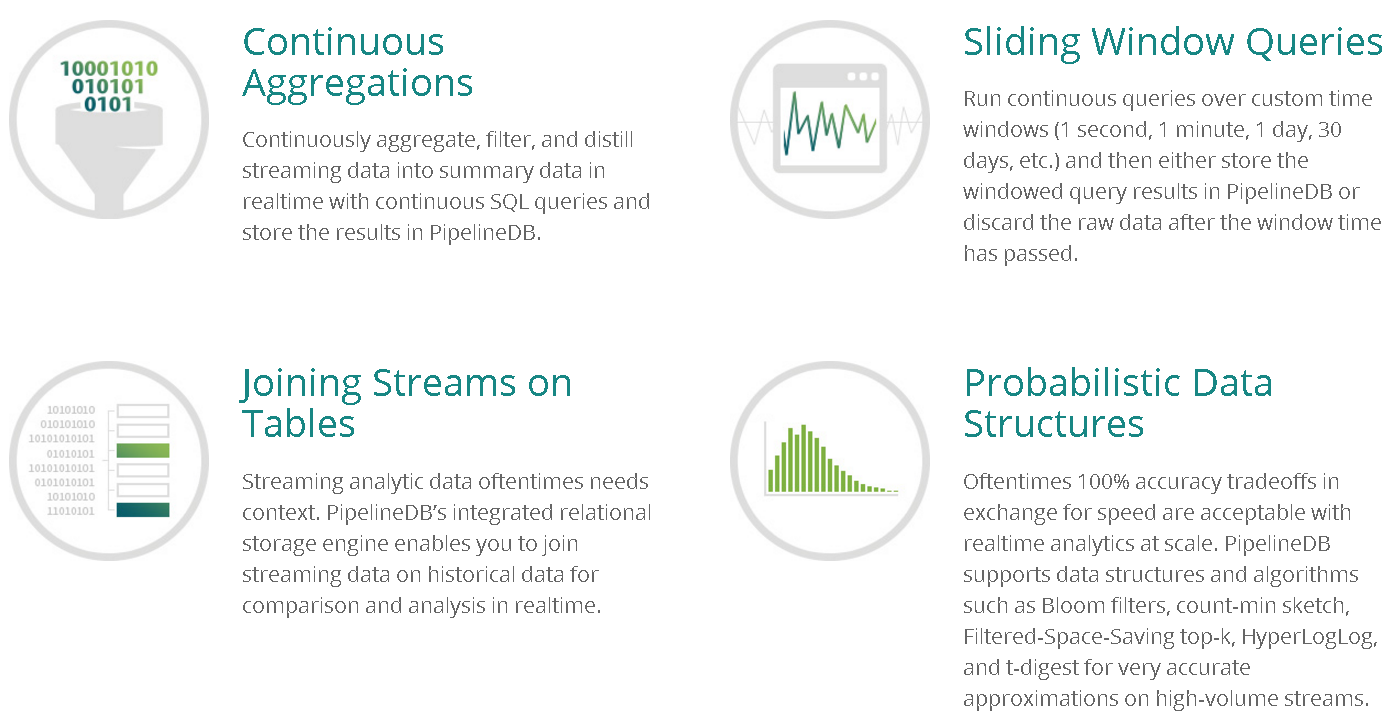 10001010
010101
0101
Continuous
Aggregations
Continuously aggregate, filter, and distill
streaming data into summary data in
realtime with continuous SQL queries and
store the results in PipelineDB.
Sliding Window Queries
Run continuous queries over custom time
windows (1 second, 1 minute, 1 day, 30
days, etc.) and then either store the
windowed query results in PipelineDB or
discard the raw data after the window time
has passed.
10101010
010101010
10101010101
01010101
10101010101
0101010101
10101010
11010101
Joining Streams on
Tables
Streaming analytic data oftentimes needs
context. PipelineDB’s integrated relational
storage engine enables you to join
streaming data on historical data for
comparison and analysis in realtime.
Probabilistic Data
Structures
Oftentimes 100% accuracy tradeoffs in
exchange for speed are acceptable with
realtime analytics at scale. PipelineDB
supports data structures and algorithms
such as Bloom filters, count-min sketch,
Filtered-Space-Saving top-k, HyperLogLog,
and t-digest for very accurate
approximations on high-volume streams.